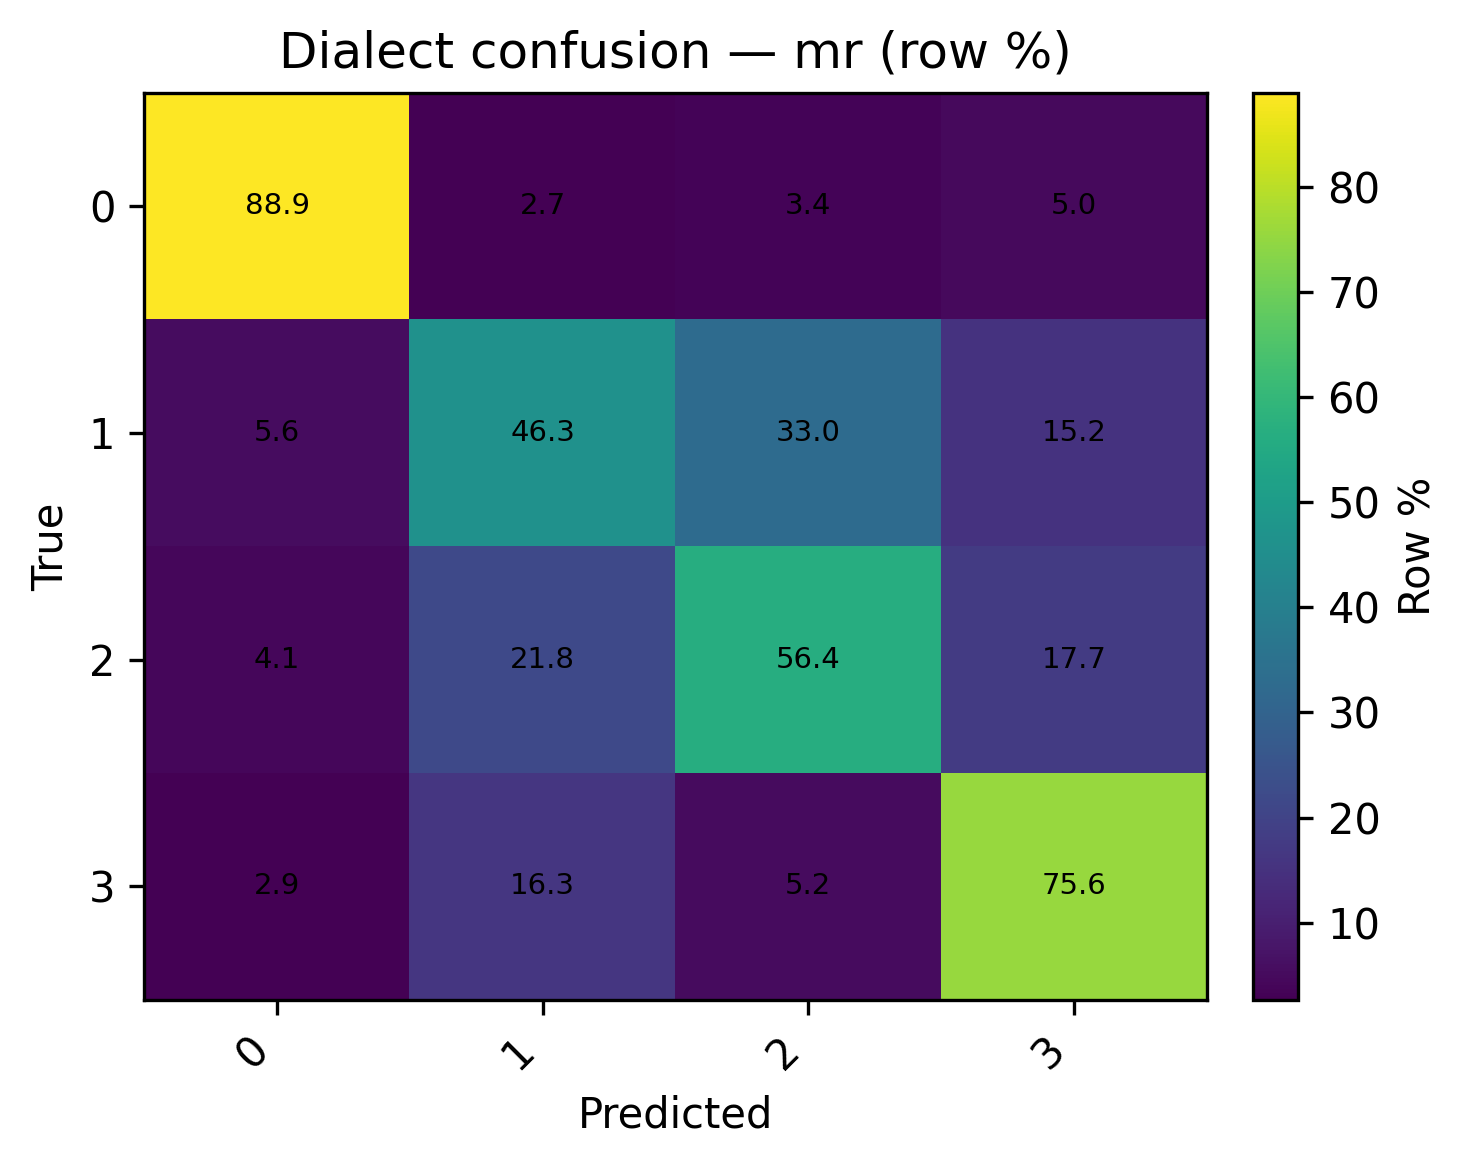 Dialect confusion — mr (row %)
0 88.9 2.7 3.4 5.0
1 5.6 46.3 33.0 15.2
2 4.1 21.8 56.4 17.7
3 2.9 16.3 5.2 75.6
0 1 2 3
True
Predicted
80
70
60
50
40
30
20
10
Row %